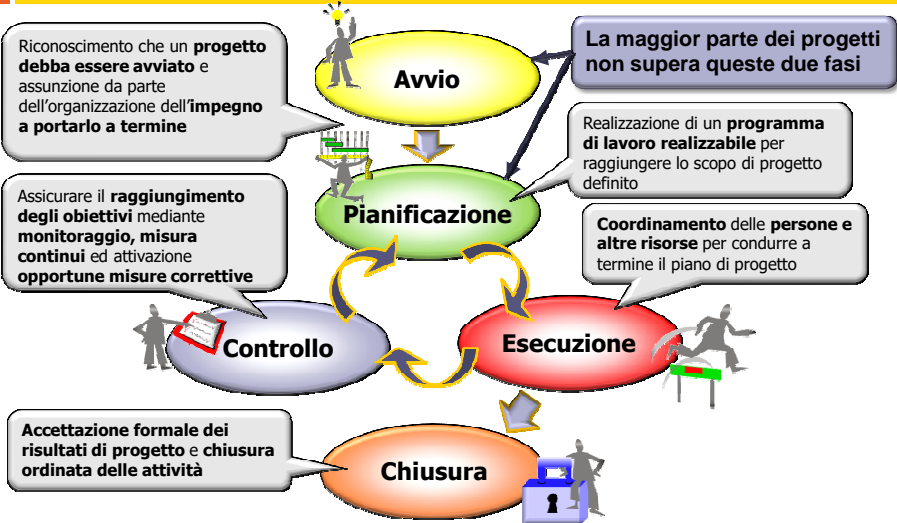 Riconoscimento che un progetto
debba essere avviato e
assunzione da parte
dell'organizzazione dell'impegno
a portarlo a termine
Avvio
La maggior parte dei progetti
non supera queste due fasi
Realizzazione di un programma
di lavoro realizzabile per
raggiungere lo scopo di progetto
definito
Pianificazione
Assicurare il raggiungimento
degli obiettivi mediante
monitoraggio, misura
continui ed attivazione
opportune misure correttive
Coordinamento delle persone e
altre risorse per condurre a
termine il piano di progetto
Controllo
Esecuzione
Accettazione formale dei
risultati di progetto e chiusura
ordinata delle attività
Chiusura